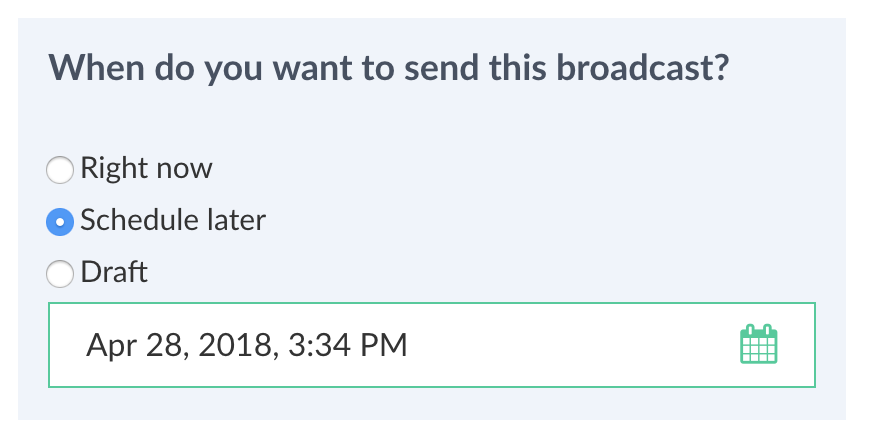 When do you want to send this broadcast?
Right now
Schedule later
Draft
Apr 28, 2018, 3:34 PM